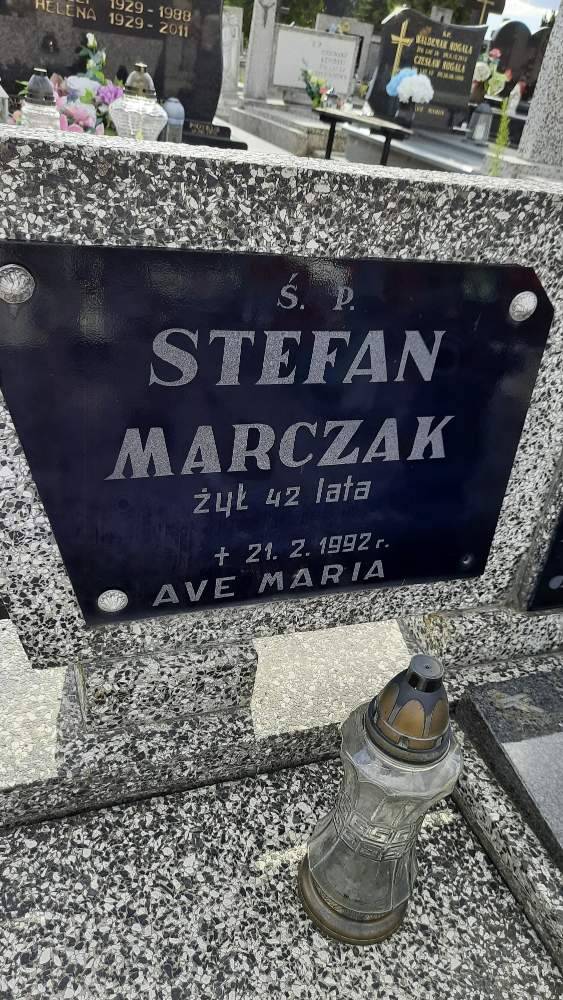 1929 - 1988
HELENA 1929 - 2011
WALDEMAR ROGALA
CZESŁAW ROGALA
Ś. P.
STEFAN
MARCZAK
żył 42 lata
+ 21. 2. 1992 r.
AVE MARIA